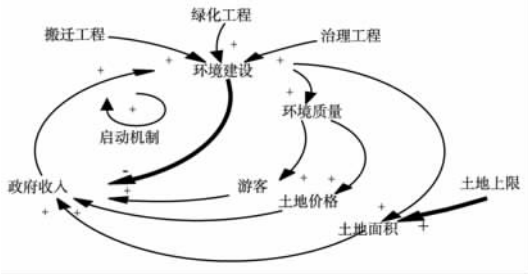 绿化工程
搬迁工程
治理工程
+
+
+
+
环境建设
+
+
环境质量
+
启动机制
-
+
+
政府收入
+
游客
土地价格
土地上限
+
+
+
土地面积
+